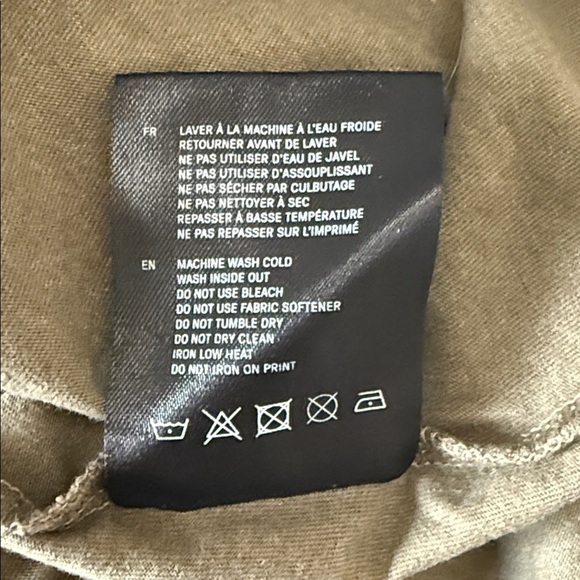 FR LAVER À LA MACHINE À L'EAU FROIDE
RETOURNER AVANT DE LAVER
NE PAS UTILISER D'EAU DE JAVEL
NE PAS UTILISER D'ASSOUPLISSANT
NE PAS SÉCHER PAR CULBUTAGE
NE PAS NETTOYER À SEC
REPASSER À BASSE TEMPÉRATURE
NE PAS REPASSER SUR L'IMPRIMÉ
EN MACHINE WASH COLD
WASH INSIDE OUT
DO NOT USE BLEACH
DO NOT USE FABRIC SOFTENER
DO NOT TUMBLE DRY
DO NOT DRY CLEAN
IRON LOW HEAT
DO NOT IRON ON PRINT